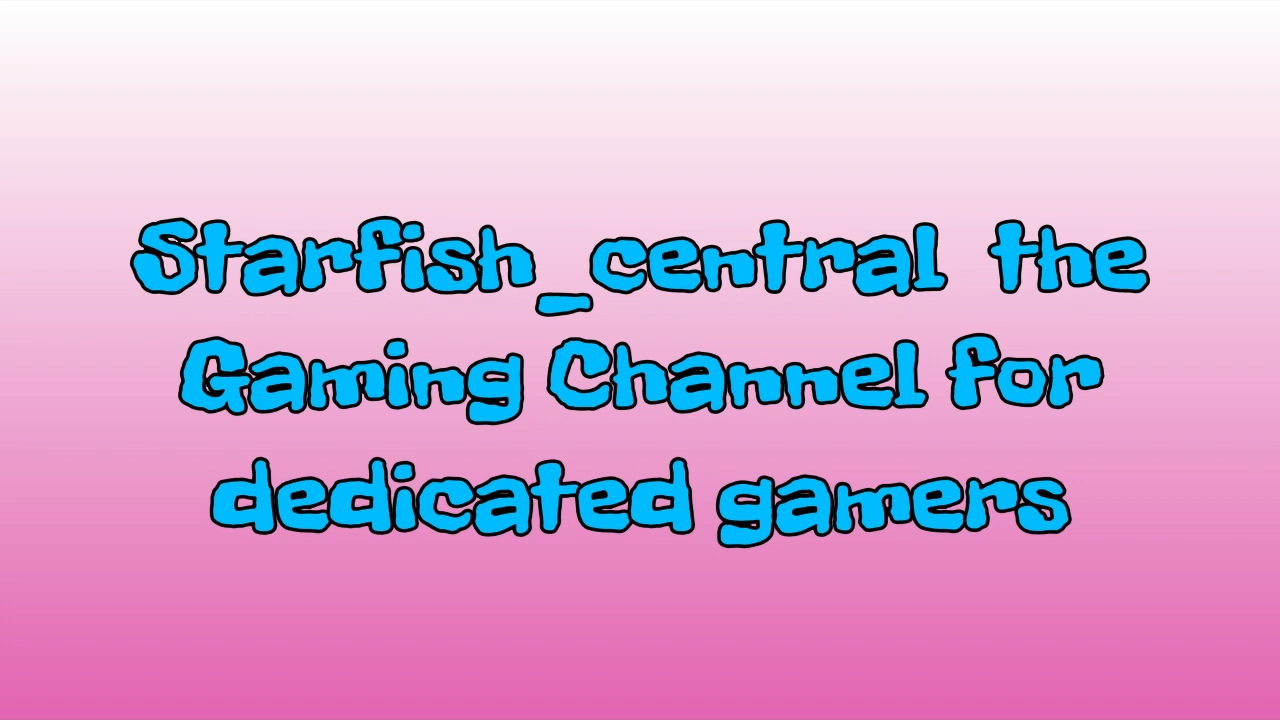 Starfish_central  the
Gaming Channel for
dedicated gamers